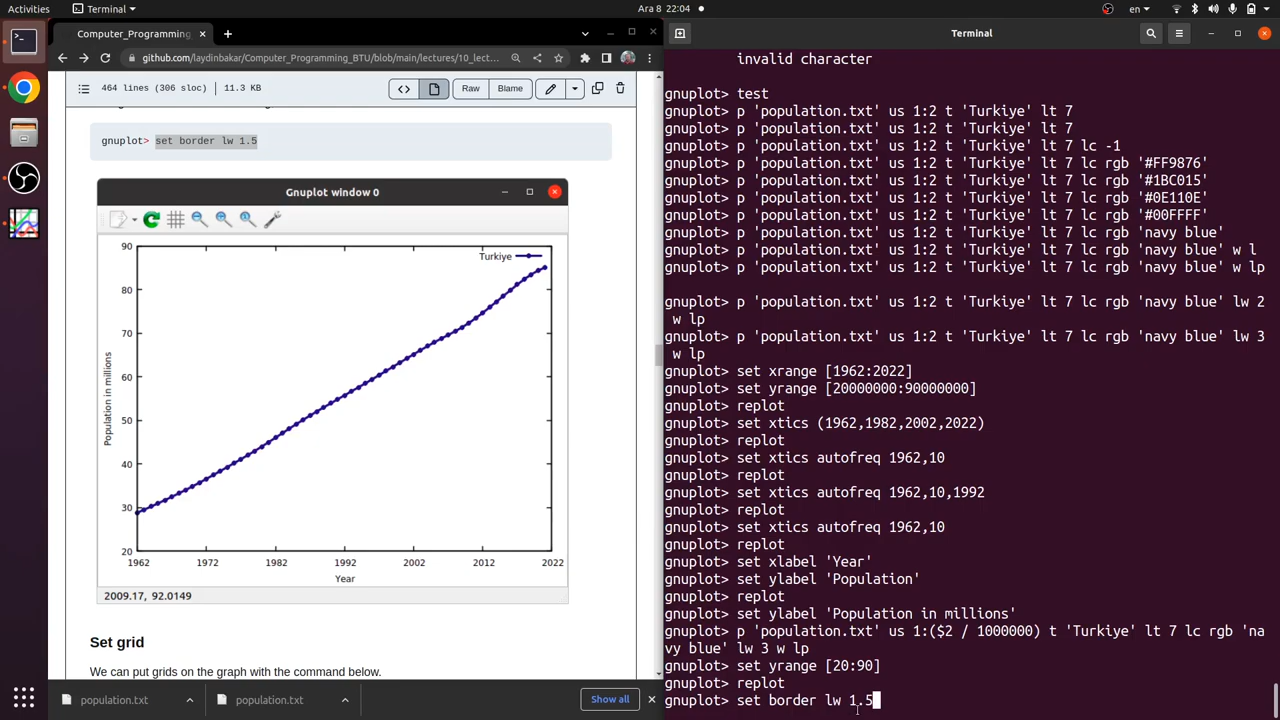 Activities
Terminal
Ara 8 22:04
en
Computer_Programming
github.com/laydinbakar/Computer_Programming_BTU/blob/main/lectures/10_lect…
464 lines (306 sloc) 11.3 KB
Raw
Blame
gnuplot> set border lw 1.5
Gnuplot window 0
Turkiye
90
80
70
60
50
40
30
20
Population in millions
1962 1972 1982 1992 2002 2012 2022
Year
2009.17, 92.0149
Set grid
We can put grids on the graph with the command below.
population.txt
population.txt
Show all
Terminal
invalid character
gnuplot> test
gnuplot> p 'population.txt' us 1:2 t 'Turkiye' lt 7
gnuplot> p 'population.txt' us 1:2 t 'Turkiye' lt 7
gnuplot> p 'population.txt' us 1:2 t 'Turkiye' lt 7 lc -1
gnuplot> p 'population.txt' us 1:2 t 'Turkiye' lt 7 lc rgb '#FF9876'
gnuplot> p 'population.txt' us 1:2 t 'Turkiye' lt 7 lc rgb '#1BC015'
gnuplot> p 'population.txt' us 1:2 t 'Turkiye' lt 7 lc rgb '#0E110E'
gnuplot> p 'population.txt' us 1:2 t 'Turkiye' lt 7 lc rgb '#00FFFF'
gnuplot> p 'population.txt' us 1:2 t 'Turkiye' lt 7 lc rgb 'navy blue'
gnuplot> p 'population.txt' us 1:2 t 'Turkiye' lt 7 lc rgb 'navy blue' w l
gnuplot> p 'population.txt' us 1:2 t 'Turkiye' lt 7 lc rgb 'navy blue' w lp
gnuplot> p 'population.txt' us 1:2 t 'Turkiye' lt 7 lc rgb 'navy blue' lw 2
w lp
gnuplot> p 'population.txt' us 1:2 t 'Turkiye' lt 7 lc rgb 'navy blue' lw 3
w lp
gnuplot> set xrange [1962:2022]
gnuplot> set yrange [20000000:90000000]
gnuplot> replot
gnuplot> set xtics (1962,1982,2002,2022)
gnuplot> replot
gnuplot> set xtics autofreq 1962,10
gnuplot> replot
gnuplot> set xtics autofreq 1962,10,1992
gnuplot> replot
gnuplot> set xtics autofreq 1962,10
gnuplot> replot
gnuplot> set xlabel 'Year'
gnuplot> set ylabel 'Population'
gnuplot> replot
gnuplot> set ylabel 'Population in millions'
gnuplot> p 'population.txt' us 1:($2 / 1000000) t 'Turkiye' lt 7 lc rgb 'na
vy blue' lw 3 w lp
gnuplot> set yrange [20:90]
gnuplot> replot
gnuplot> set border lw 1.5